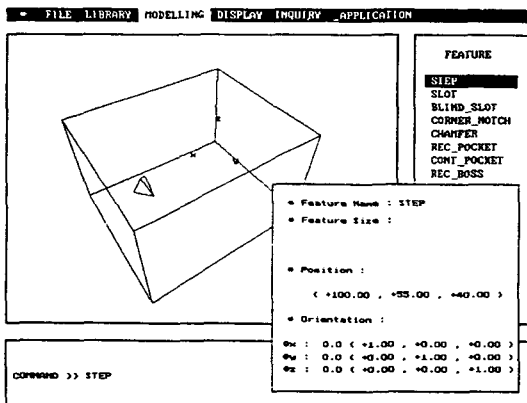 * FILE LIBRARY MODELLING DISPLAY INQUIRY APPLICATION
FEATURE
STEP
SLOT
BLIND_SLOT
CORNER_NOTCH
CHAMFER
REC_POCKET
CONT_POCKET
REC_BOSS
z
x
y
* Feature Name : STEP
* Feature Size :
* Position :
( +100.00 , +55.00 , +40.00 )
* Orientation :
θx : 0.0 ( +1.00 , +0.00 , +0.00 )
θy : 0.0 ( +0.00 , +1.00 , +0.00 )
θz : 0.0 ( +0.00 , +0.00 , +1.00 )
COMMAND >> STEP